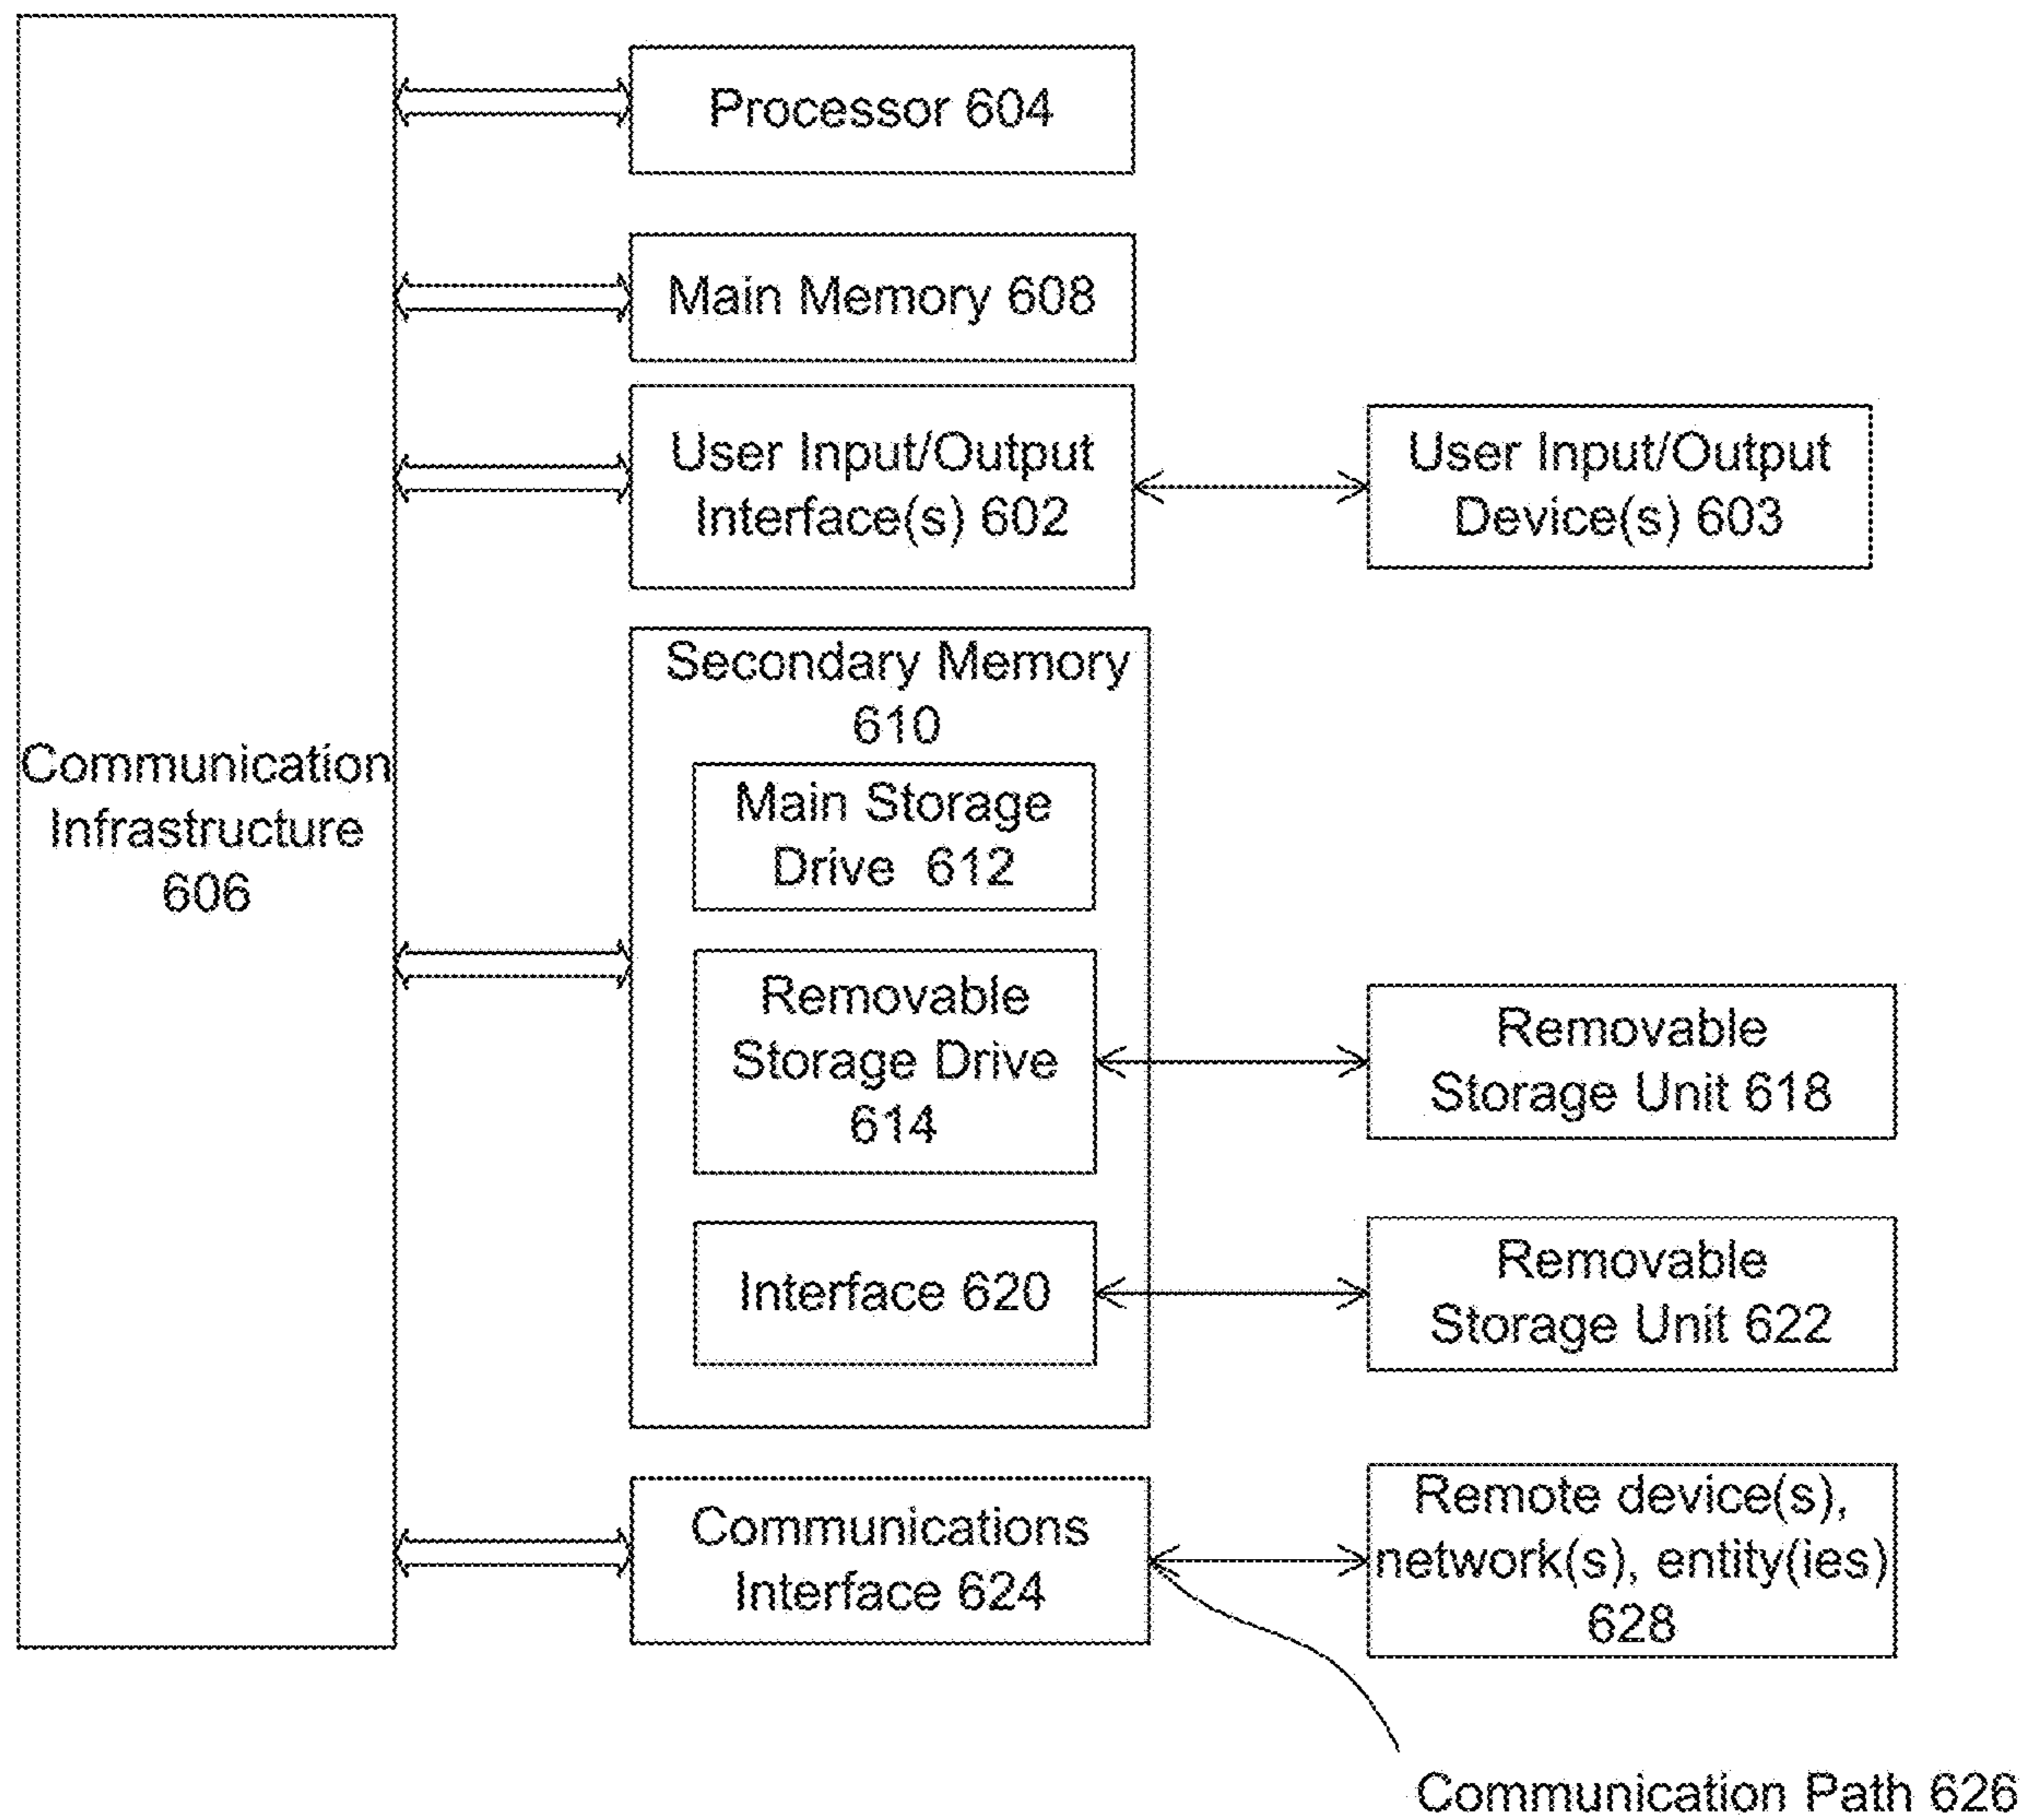 Processor 604
Main Memory 608
User Input/Output
Interface(s) 602
User Input/Output
Device(s) 603
Secondary Memory
610
Communication
Infrastructure
606
Main Storage
Drive 612
Removable
Storage Drive
614
Removable
Storage Unit 618
Interface 620
Removable
Storage Unit 622
Communications
Interface 624
Remote device(s),
network(s), entity(ies)
628
Communication Path 626